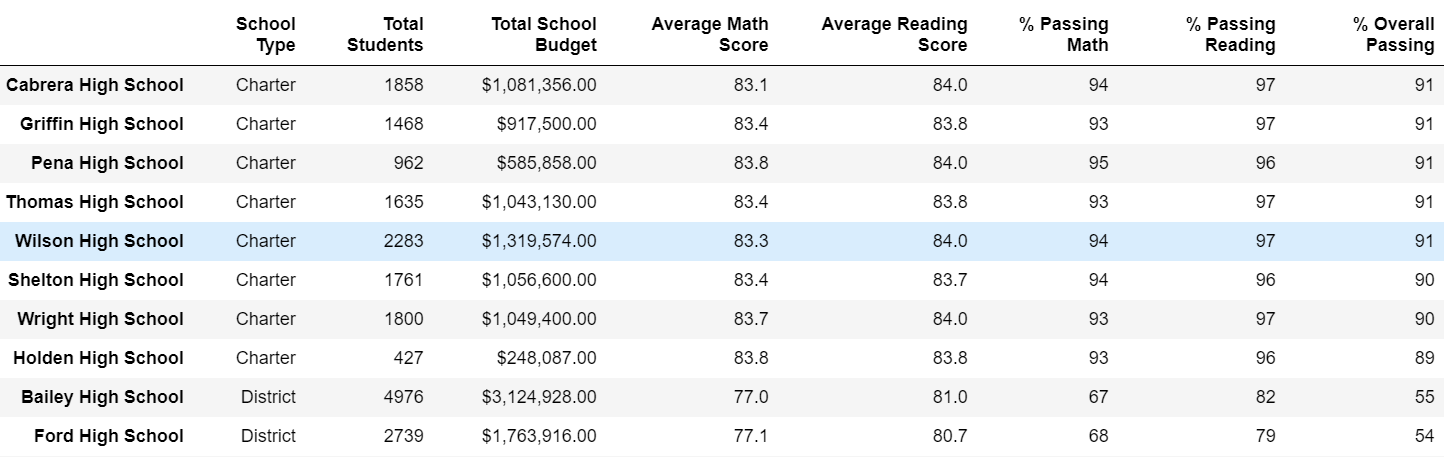 School Type Total Students Total School Budget Average Math Score Average Reading Score % Passing Math % Passing Reading % Overall Passing
Cabrera High School Charter 1858 $1,081,356.00 83.1 84.0 94 97 91
Griffin High School Charter 1468 $917,500.00 83.4 83.8 93 97 91
Pena High School Charter 962 $585,858.00 83.8 84.0 95 96 91
Thomas High School Charter 1635 $1,043,130.00 83.4 83.8 93 97 91
Wilson High School Charter 2283 $1,319,574.00 83.3 84.0 94 97 91
Shelton High School Charter 1761 $1,056,600.00 83.4 83.7 94 96 90
Wright High School Charter 1800 $1,049,400.00 83.7 84.0 93 97 90
Holden High School Charter 427 $248,087.00 83.8 83.8 93 96 89
Bailey High School District 4976 $3,124,928.00 77.0 81.0 67 82 55
Ford High School District 2739 $1,763,916.00 77.1 80.7 68 79 54